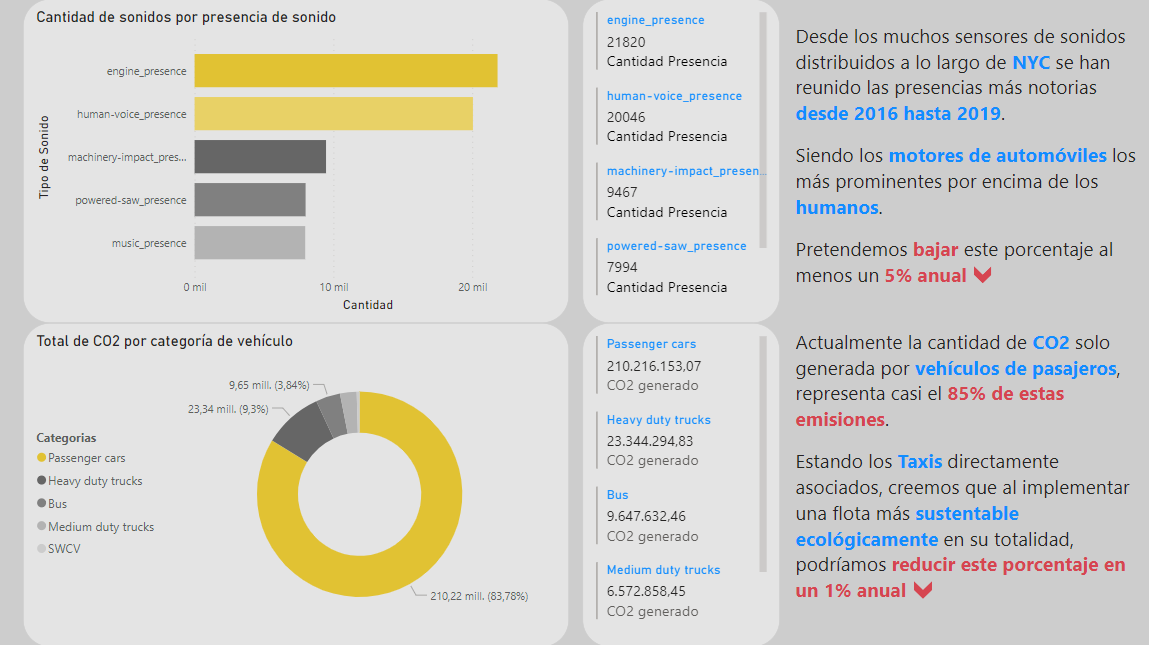 Cantidad de sonidos por presencia de sonido
Tipo de Sonido
engine_presence
human-voice_presence
machinery-impact_pres...
powered-saw_presence
music_presence
0 mil
10 mil
20 mil
Cantidad
engine_presence
21820
Cantidad Presencia
human-voice_presence
20046
Cantidad Presencia
machinery-impact_presen...
9467
Cantidad Presencia
powered-saw_presence
7994
Cantidad Presencia
Desde los muchos sensores de sonidos
distribuidos a lo largo de NYC se han
reunido las presencias más notorias
desde 2016 hasta 2019.
Siendo los motores de automóviles los
más prominentes por encima de los
humanos.
Pretendemos bajar este porcentaje al
menos un 5% anual
Total de CO2 por categoría de vehículo
Categorias
Passenger cars
Heavy duty trucks
Bus
Medium duty trucks
SWCV
9,65 mill. (3,84%)
23,34 mill. (9,3%)
210,22 mill. (83,78%)
Passenger cars
210.216.153,07
CO2 generado
Heavy duty trucks
23.344.294,83
CO2 generado
Bus
9.647.632,46
CO2 generado
Medium duty trucks
6.572.858,45
CO2 generado
Actualmente la cantidad de CO2 solo
generada por vehículos de pasajeros,
representa casi el 85% de estas
emisiones.
Estando los Taxis directamente
asociados, creemos que al implementar
una flota más sustentable
ecológicamente en su totalidad,
podríamos reducir este porcentaje en
un 1% anual